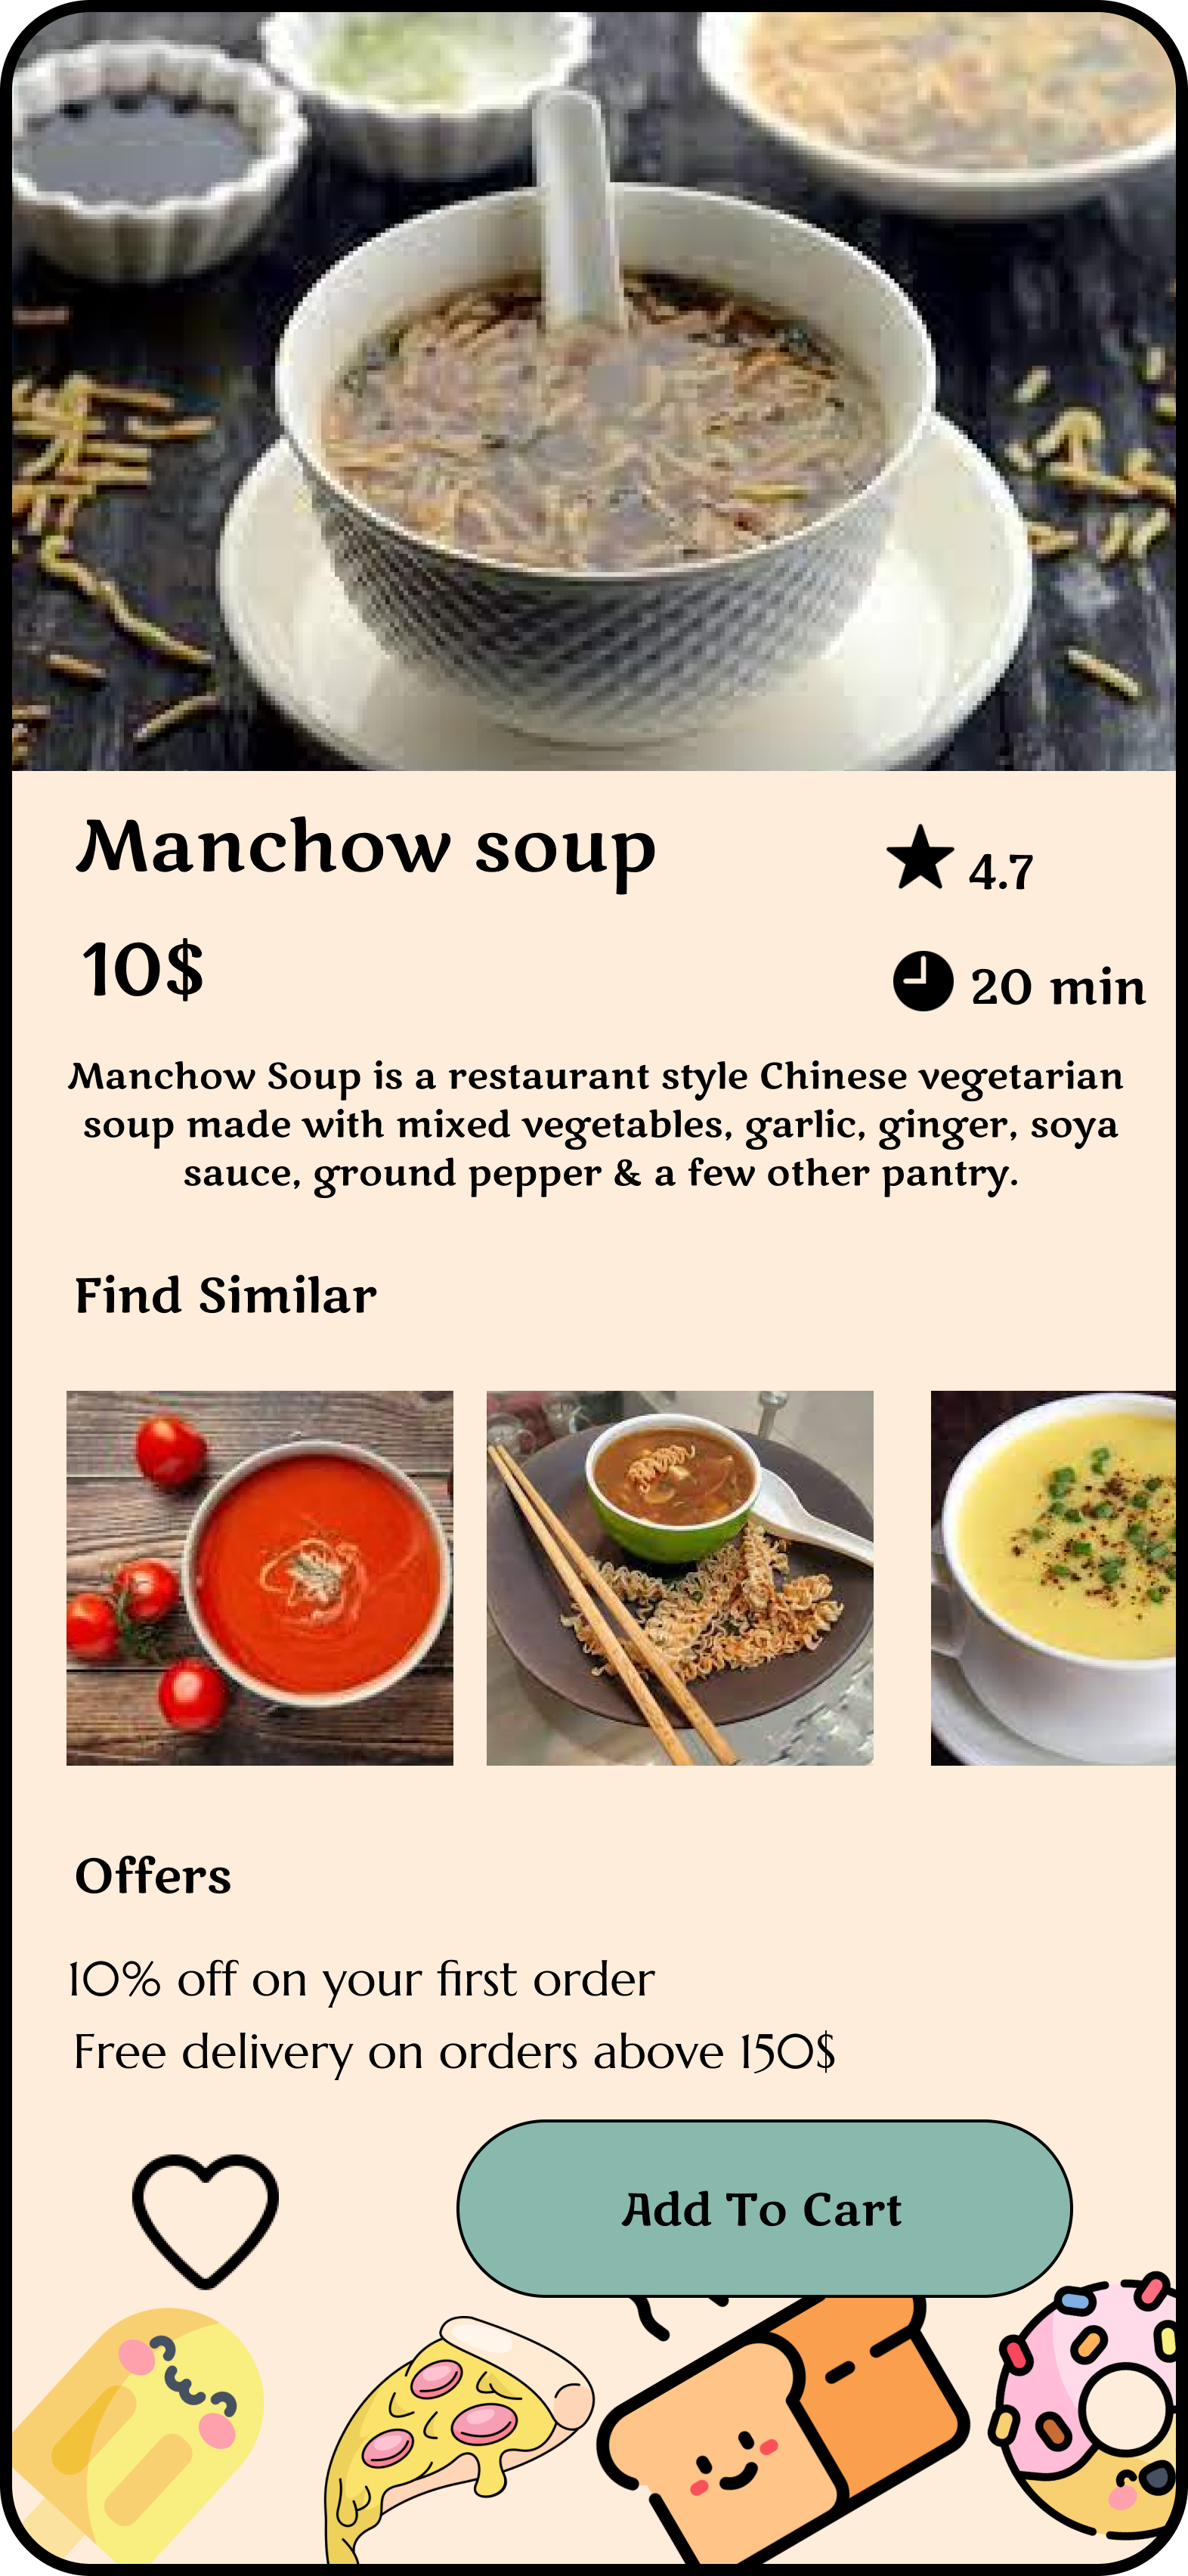 Manchow soup
4.7
10$
20 min
Manchow Soup is a restaurant style Chinese vegetarian
soup made with mixed vegetables, garlic, ginger, soya
sauce, ground pepper & a few other pantry.
Find Similar
Offers
10% off on your first order
Free delivery on orders above 150$
Add To Cart